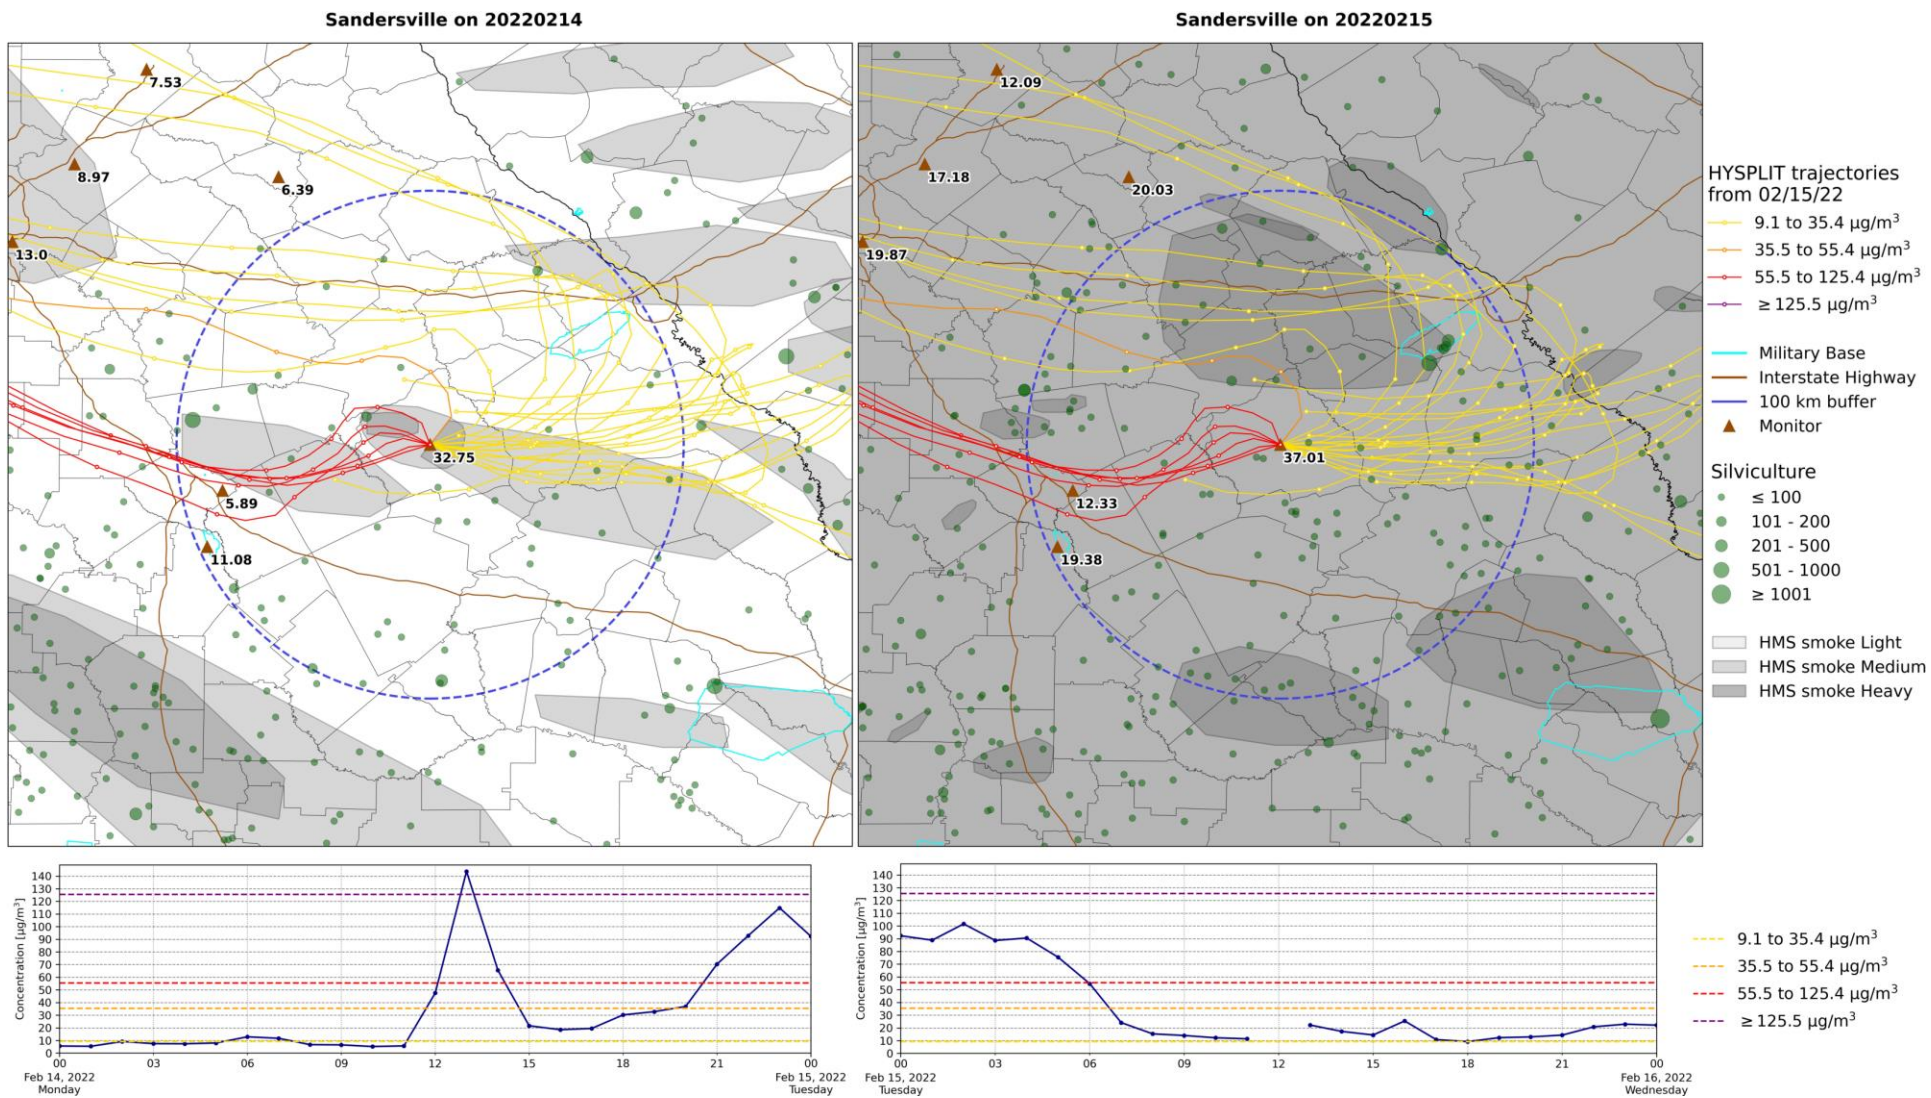 Sandersville on 20220214
Sandersville on 20220215
7.53
8.97
6.39
13.0
32.75
5.89
11.08
12.09
17.18
20.03
19.87
37.01
12.33
19.38
HYSPLIT trajectories
from 02/15/22
9.1 to 35.4 µg/m³
35.5 to 55.4 µg/m³
55.5 to 125.4 µg/m³
≥ 125.5 µg/m³
Military Base
Interstate Highway
100 km buffer
Monitor
Silviculture
≤ 100
101 - 200
201 - 500
501 - 1000
≥ 1001
HMS smoke Light
HMS smoke Medium
HMS smoke Heavy
Concentration [µg/m³]
140
130
120
110
100
90
80
70
60
50
40
30
20
10
0
00 03 06 09 12 15 18 21 00
Feb 14, 2022
Monday
Feb 15, 2022
Tuesday
Concentration [µg/m³]
140
130
120
110
100
90
80
70
60
50
40
30
20
10
0
00 03 06 09 12 15 18 21 00
Feb 15, 2022
Tuesday
Feb 16, 2022
Wednesday
9.1 to 35.4 µg/m³
35.5 to 55.4 µg/m³
55.5 to 125.4 µg/m³
≥ 125.5 µg/m³